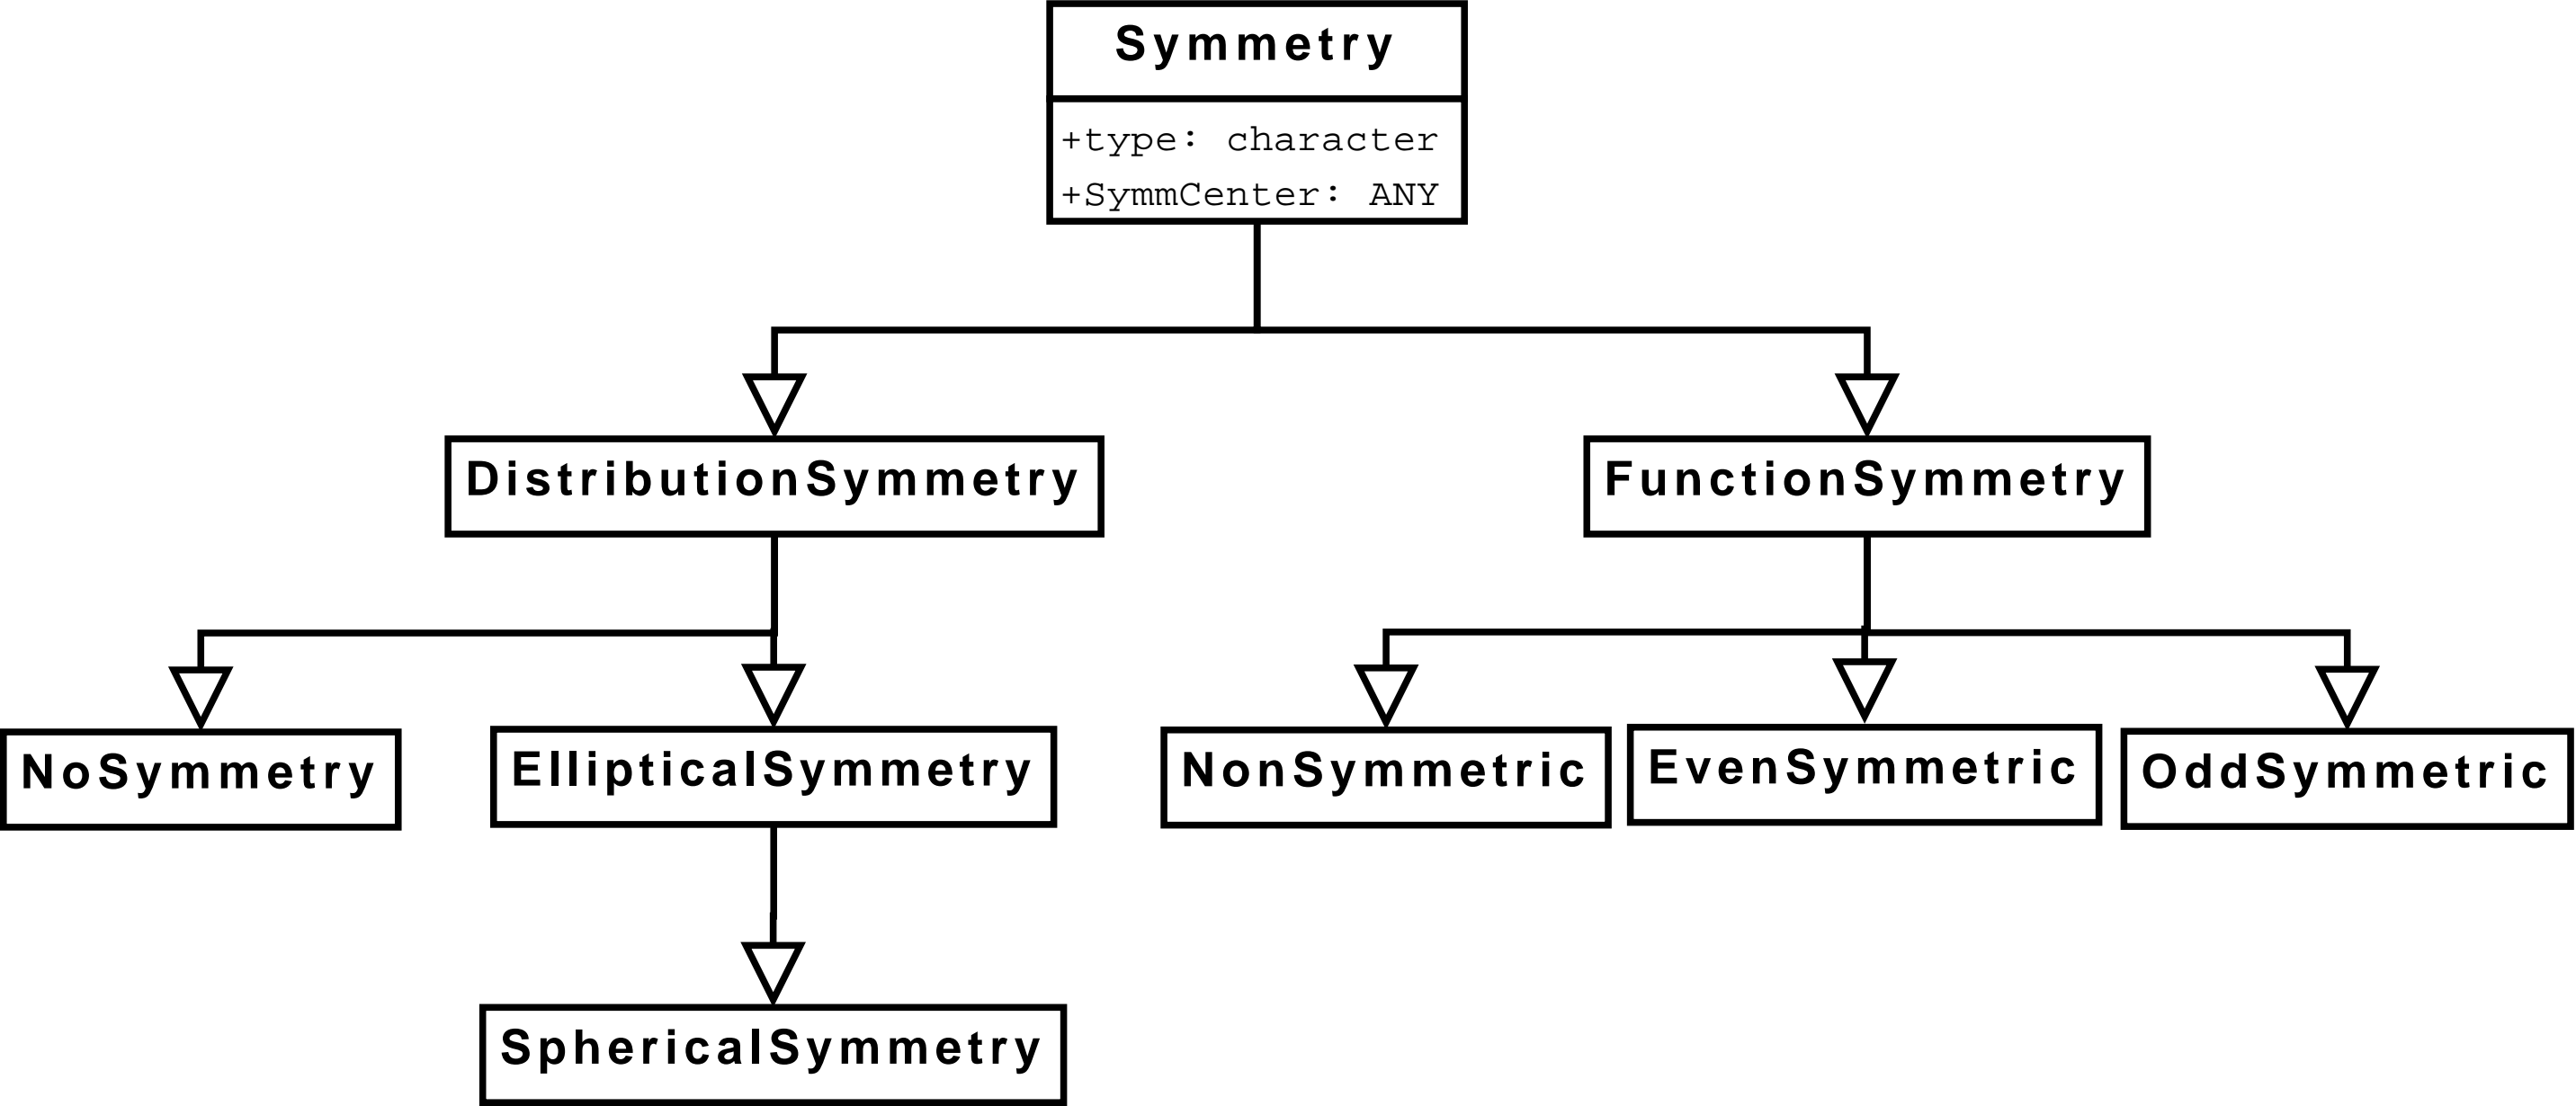 Symmetry
+type: character
+SymmCenter: ANY
DistributionSymmetry
FunctionSymmetry
NoSymmetry
EllipticalSymmetry
NonSymmetric
EvenSymmetric
OddSymmetric
SphericalSymmetry